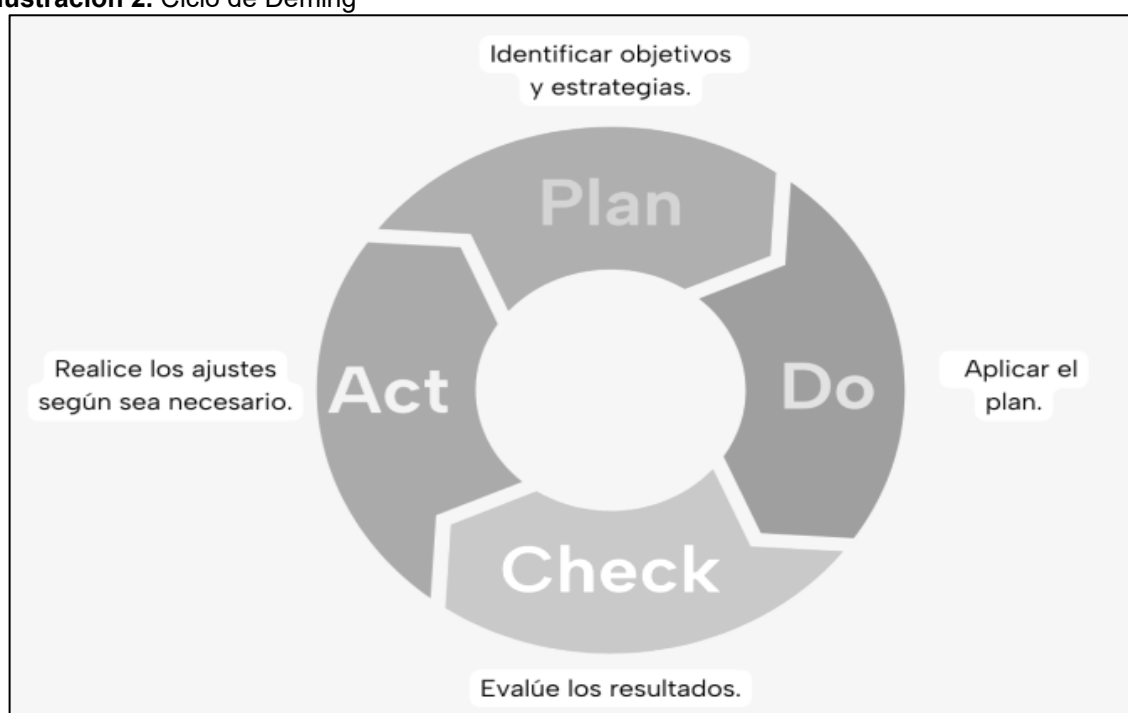 Ilustración 2. Ciclo de Deming
Identificar objetivos
y estrategias.
Plan
Do
Aplicar el
plan.
Check
Evalúe los resultados.
Act
Realice los ajustes
según sea necesario.